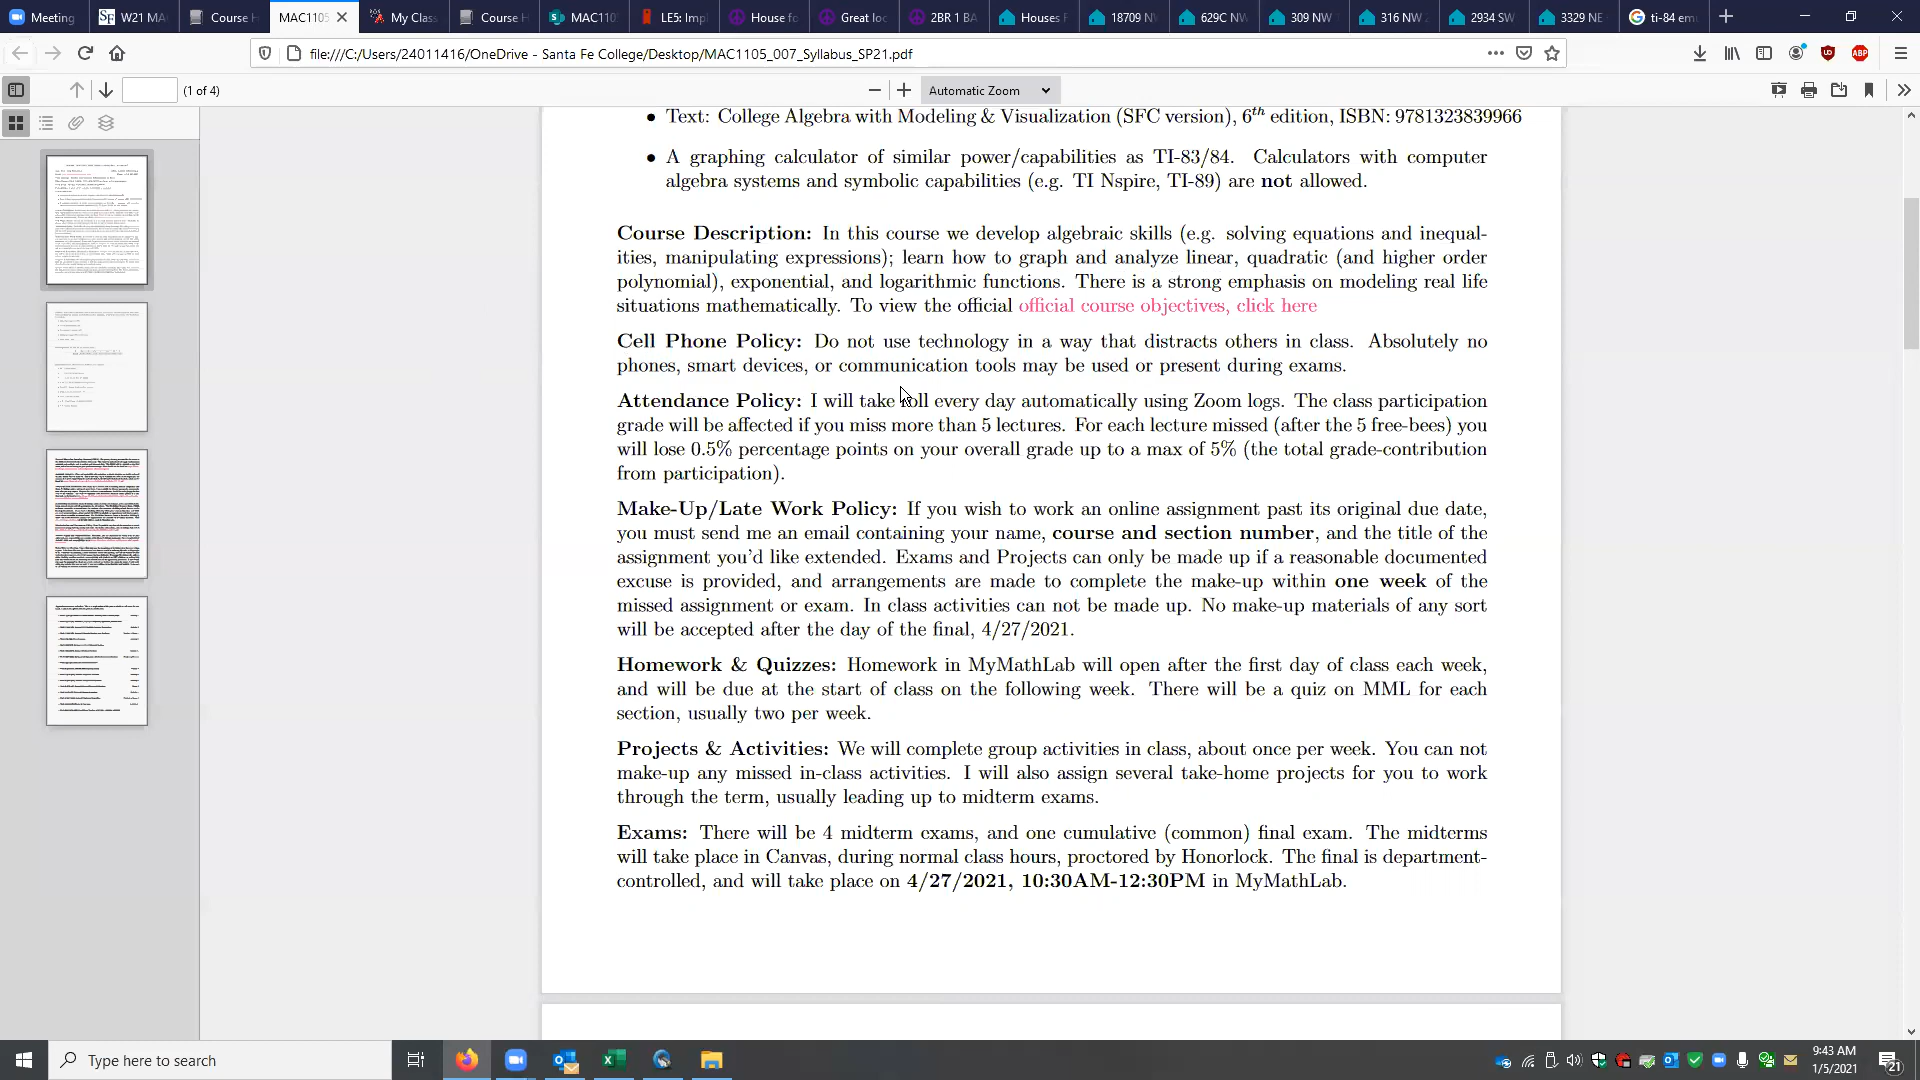 Meeting
W21 MA
Course H
MAC1105
My Class
Course H
MAC110
LE5: Impl
House fo
Great loc
2BR 1 BA
Houses F
18709 NW
629C NW
309 NW
316 NW
2934 SW
3329 NE
ti-84 em
file:///C:/Users/24011416/OneDrive - Santa Fe College/Desktop/MAC1105_007_Syllabus_SP21.pdf
(1 of 4)
Automatic Zoom
• Text: College Algebra with Modeling & Visualization (SFC version), 6th edition, ISBN: 9781323839966
• A graphing calculator of similar power/capabilities as TI-83/84. Calculators with computer
algebra systems and symbolic capabilities (e.g. TI Nspire, TI-89) are not allowed.
Course Description: In this course we develop algebraic skills (e.g. solving equations and inequal-
ities, manipulating expressions); learn how to graph and analyze linear, quadratic (and higher order
polynomial), exponential, and logarithmic functions. There is a strong emphasis on modeling real life
situations mathematically. To view the official official course objectives, click here
Cell Phone Policy: Do not use technology in a way that distracts others in class. Absolutely no
phones, smart devices, or communication tools may be used or present during exams.
Attendance Policy: I will take roll every day automatically using Zoom logs. The class participation
grade will be affected if you miss more than 5 lectures. For each lecture missed (after the 5 free-bees) you
will lose 0.5% percentage points on your overall grade up to a max of 5% (the total grade-contribution
from participation).
Make-Up/Late Work Policy: If you wish to work an online assignment past its original due date,
you must send me an email containing your name, course and section number, and the title of the
assignment you'd like extended. Exams and Projects can only be made up if a reasonable documented
excuse is provided, and arrangements are made to complete the make-up within one week of the
missed assignment or exam. In class activities can not be made up. No make-up materials of any sort
will be accepted after the day of the final, 4/27/2021.
Homework & Quizzes: Homework in MyMathLab will open after the first day of class each week,
and will be due at the start of class on the following week. There will be a quiz on MML for each
section, usually two per week.
Projects & Activities: We will complete group activities in class, about once per week. You can not
make-up any missed in-class activities. I will also assign several take-home projects for you to work
through the term, usually leading up to midterm exams.
Exams: There will be 4 midterm exams, and one cumulative (common) final exam. The midterms
will take place in Canvas, during normal class hours, proctored by Honorlock. The final is department-
controlled, and will take place on 4/27/2021, 10:30AM-12:30PM in MyMathLab.
Type here to search
9:43 AM
1/5/2021
21